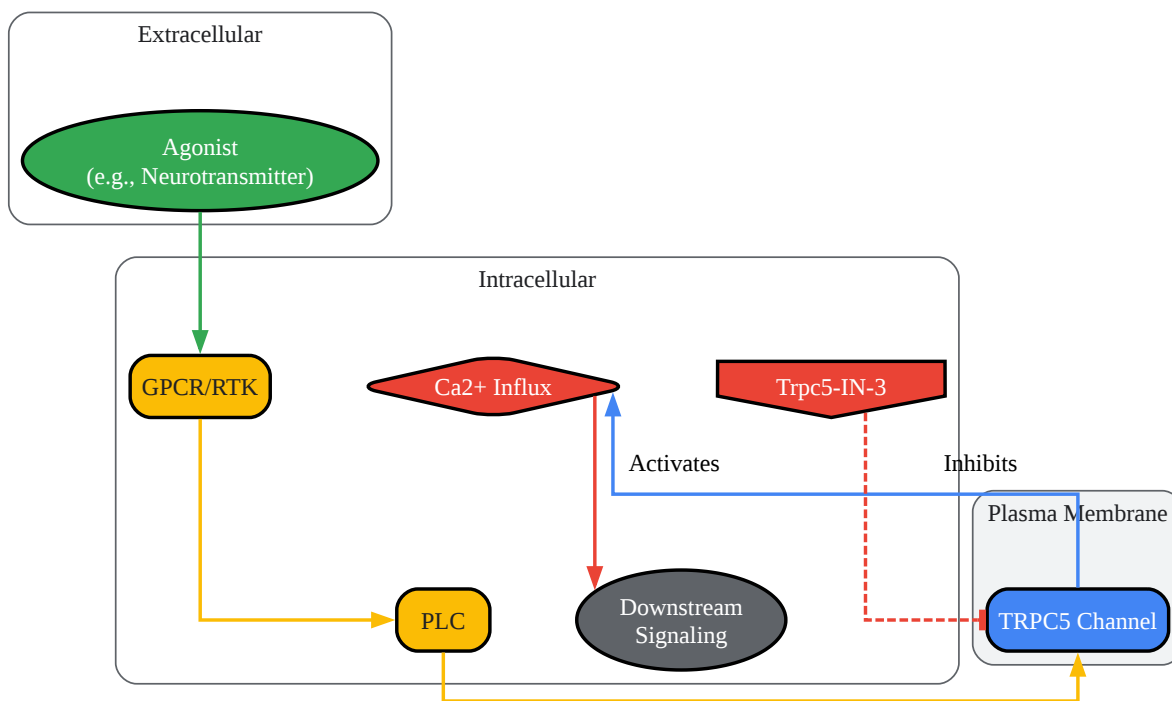 Extracellular
Agonist
(e.g., Neurotransmitter)
Intracellular
GPCR/RTK
Ca2+ Influx
Trpc5-IN-3
Activates
Inhibits
Plasma Membrane
PLC
Downstream
Signaling
TRPC5 Channel